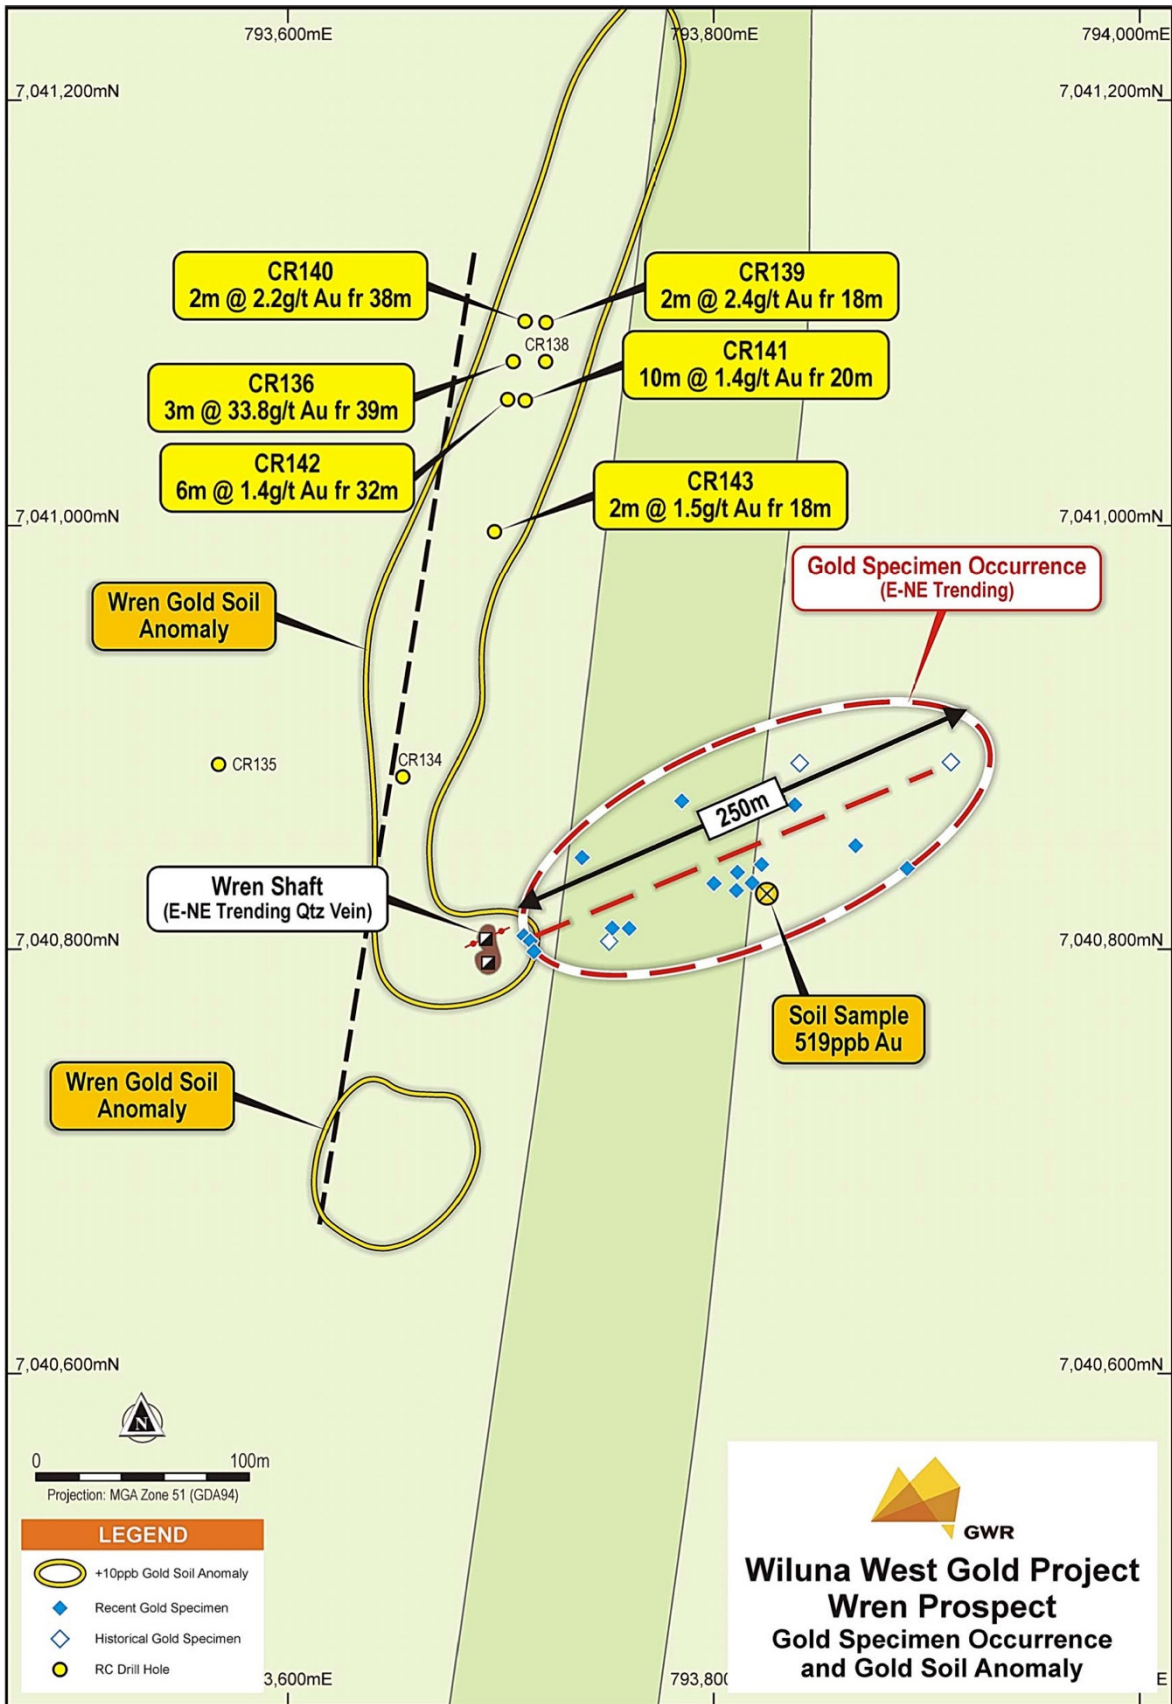 793,600mE
793,800mE
794,000mE
7,041,200mN
7,041,200mN
CR140
2m @ 2.2g/t Au fr 38m
CR139
2m @ 2.4g/t Au fr 18m
CR138
CR136
3m @ 33.8g/t Au fr 39m
CR141
10m @ 1.4g/t Au fr 20m
CR142
6m @ 1.4g/t Au fr 32m
CR143
2m @ 1.5g/t Au fr 18m
7,041,000mN
7,041,000mN
Gold Specimen Occurrence
(E-NE Trending)
Wren Gold Soil
Anomaly
CR135
CR134
250m
Wren Shaft
(E-NE Trending Qtz Vein)
7,040,800mN
7,040,800mN
Soil Sample
519ppb Au
Wren Gold Soil
Anomaly
7,040,600mN
7,040,600mN
N
0
100m
Projection: MGA Zone 51 (GDA94)
LEGEND
+10ppb Gold Soil Anomaly
Recent Gold Specimen
Historical Gold Specimen
RC Drill Hole
GWR
Wiluna West Gold Project
Wren Prospect
Gold Specimen Occurrence
and Gold Soil Anomaly
3,600mE
793,800
0mE